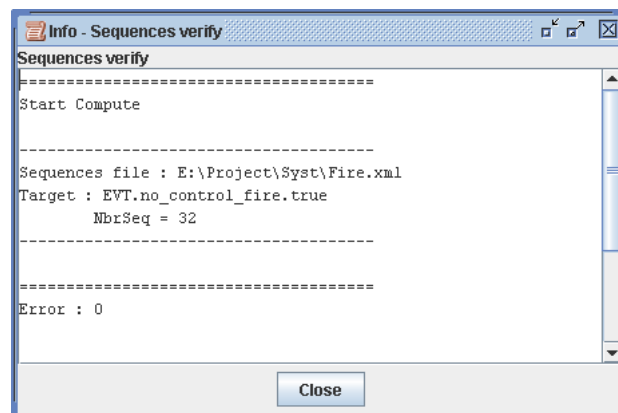 Info - Sequences verify
Sequences verify
======================================
Start Compute
--------------------------------------
Sequences file : E:\Project\Syst\Fire.xml
Target : EVT.no_control_fire.true
NbrSeq = 32
--------------------------------------
======================================
Error : 0
Close